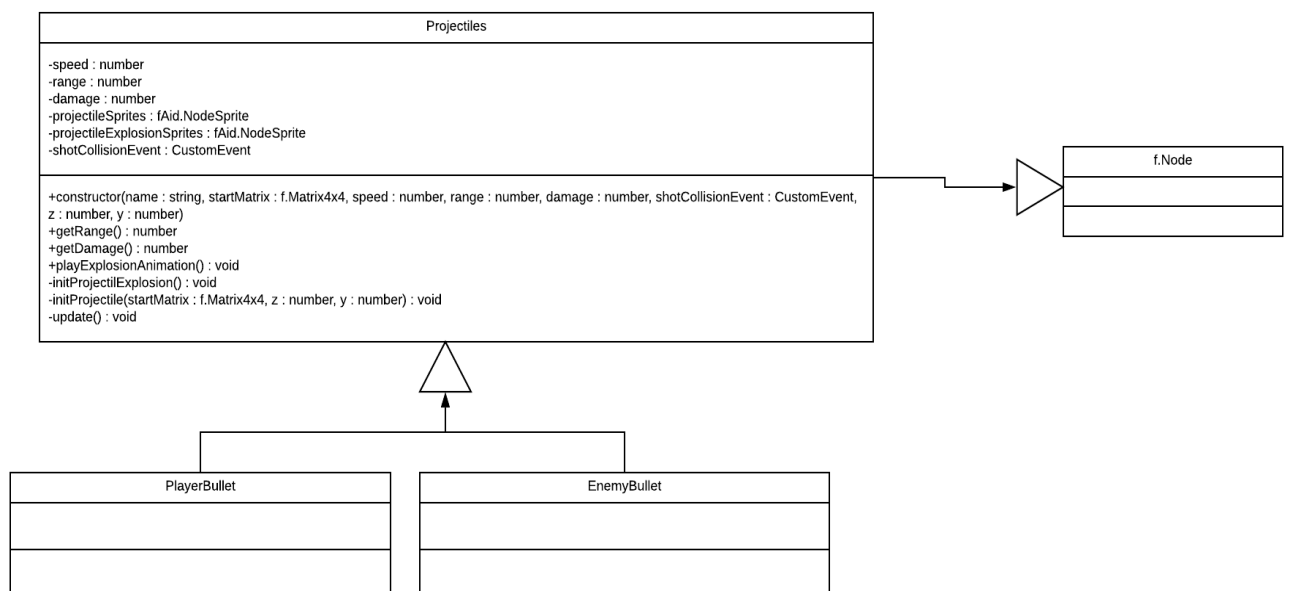 Projectiles
-speed : number
-range : number
-damage : number
-projectileSprites : fAid.NodeSprite
-projectileExplosionSprites : fAid.NodeSprite
-shotCollisionEvent : CustomEvent
+constructor(name : string, startMatrix : f.Matrix4x4, speed : number, range : number, damage : number, shotCollisionEvent : CustomEvent,
z : number, y : number)
+getRange() : number
+getDamage() : number
+playExplosionAnimation() : void
-initProjectilExplosion() : void
-initProjectile(startMatrix : f.Matrix4x4, z : number, y : number) : void
-update() : void
f.Node
PlayerBullet
EnemyBullet